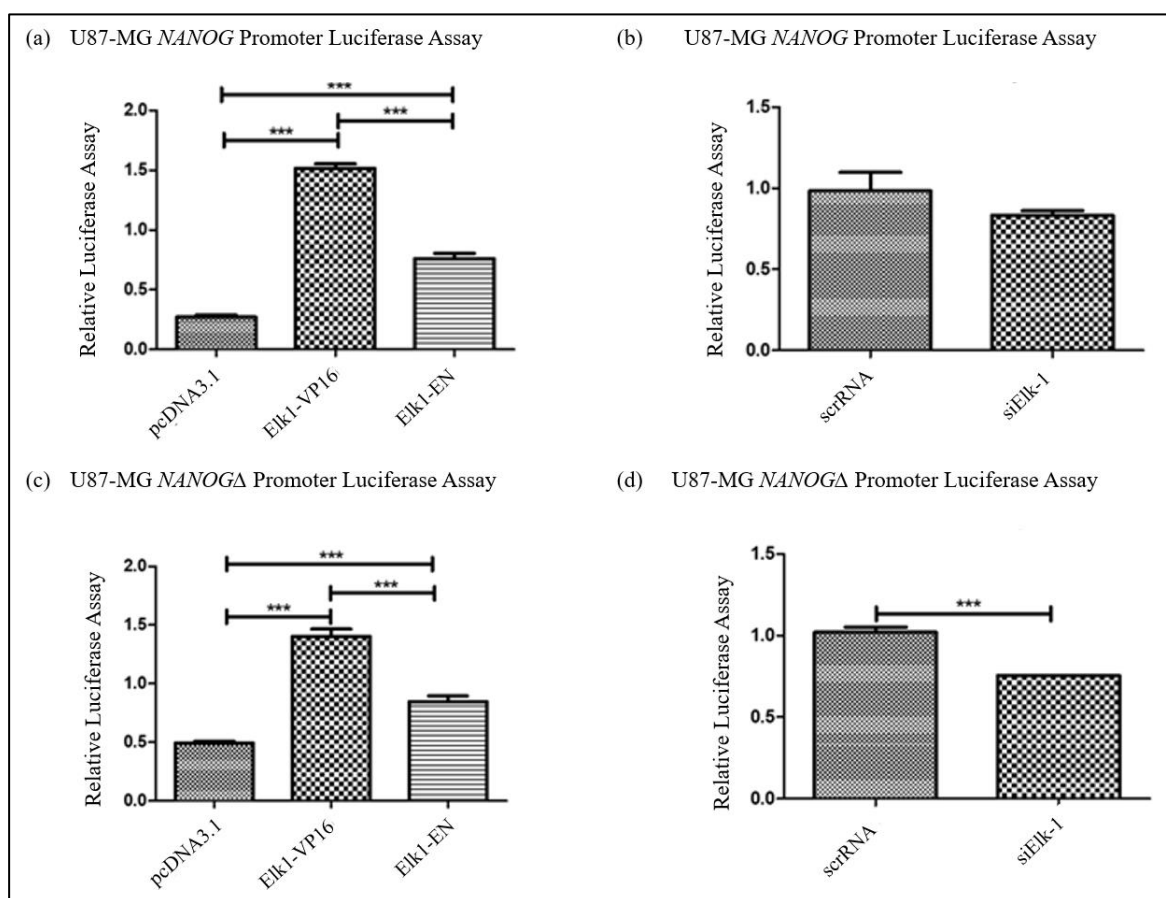 (a) U87-MG NANOG Promoter Luciferase Assay
Relative Luciferase Assay
2.0
1.5
1.0
0.5
0.0
***
***
***
pcDNA3.1
Elk1-VP16
Elk1-EN
(b) U87-MG NANOG Promoter Luciferase Assay
Relative Luciferase Assay
1.5
1.0
0.5
0.0
scrRNA
siElk-1
(c) U87-MG NANOGΔ Promoter Luciferase Assay
Relative Luciferase Assay
2.0
1.5
1.0
0.5
0.0
***
***
***
pcDNA3.1
Elk1-VP16
Elk1-EN
(d) U87-MG NANOGΔ Promoter Luciferase Assay
Relative Luciferase Assay
1.5
1.0
0.5
0.0
***
scrRNA
siElk-1